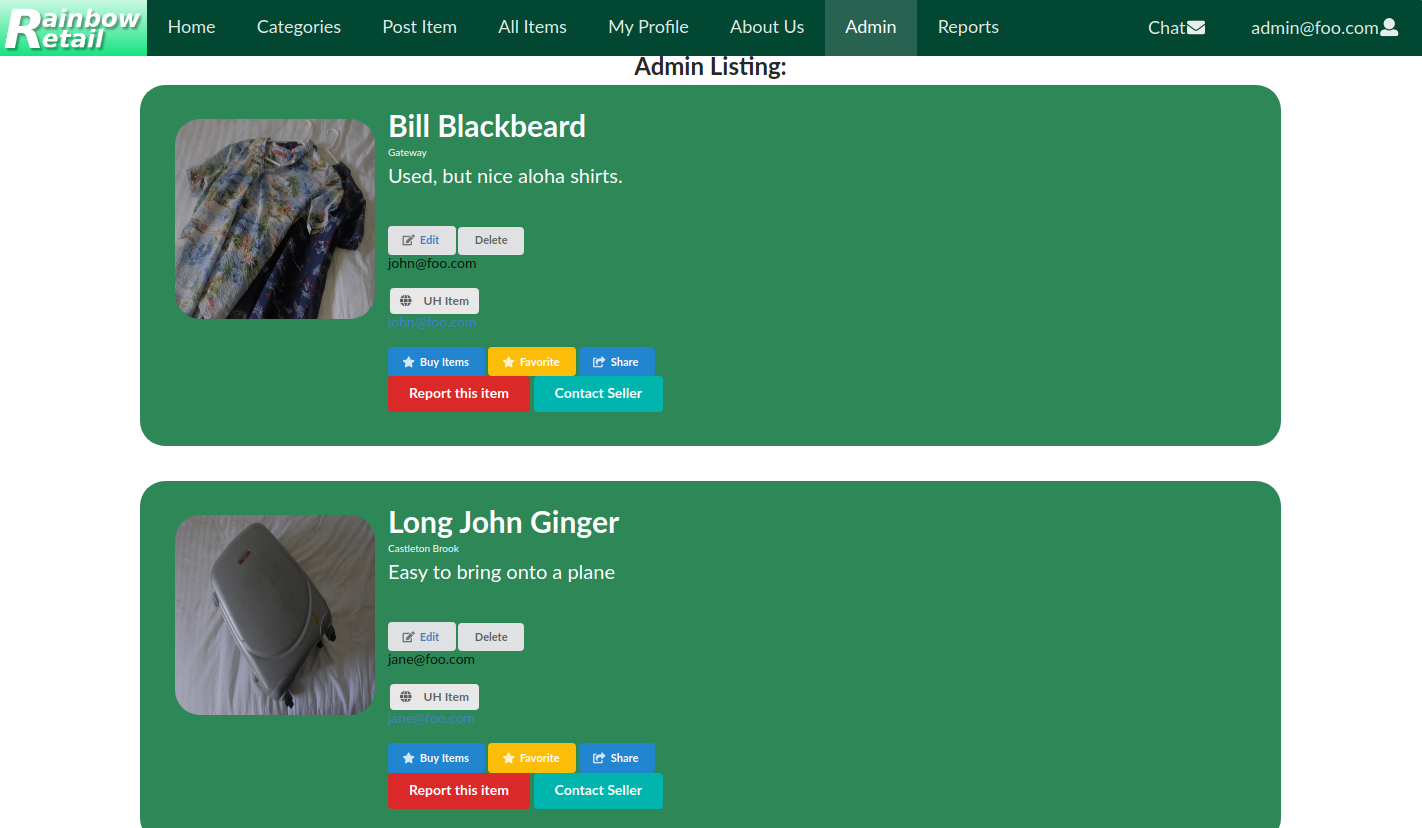 Rainbow Retail
Home Categories Post Item All Items My Profile About Us Admin Reports Chat admin@foo.com
Admin Listing:
Bill Blackbeard
Gateway
Used, but nice aloha shirts.
Edit Delete
john@foo.com
UH Item
john@foo.com
Buy Items Favorite Share
Report this item Contact Seller
Long John Ginger
Castleton Brook
Easy to bring onto a plane
Edit Delete
jane@foo.com
UH Item
jane@foo.com
Buy Items Favorite Share
Report this item Contact Seller